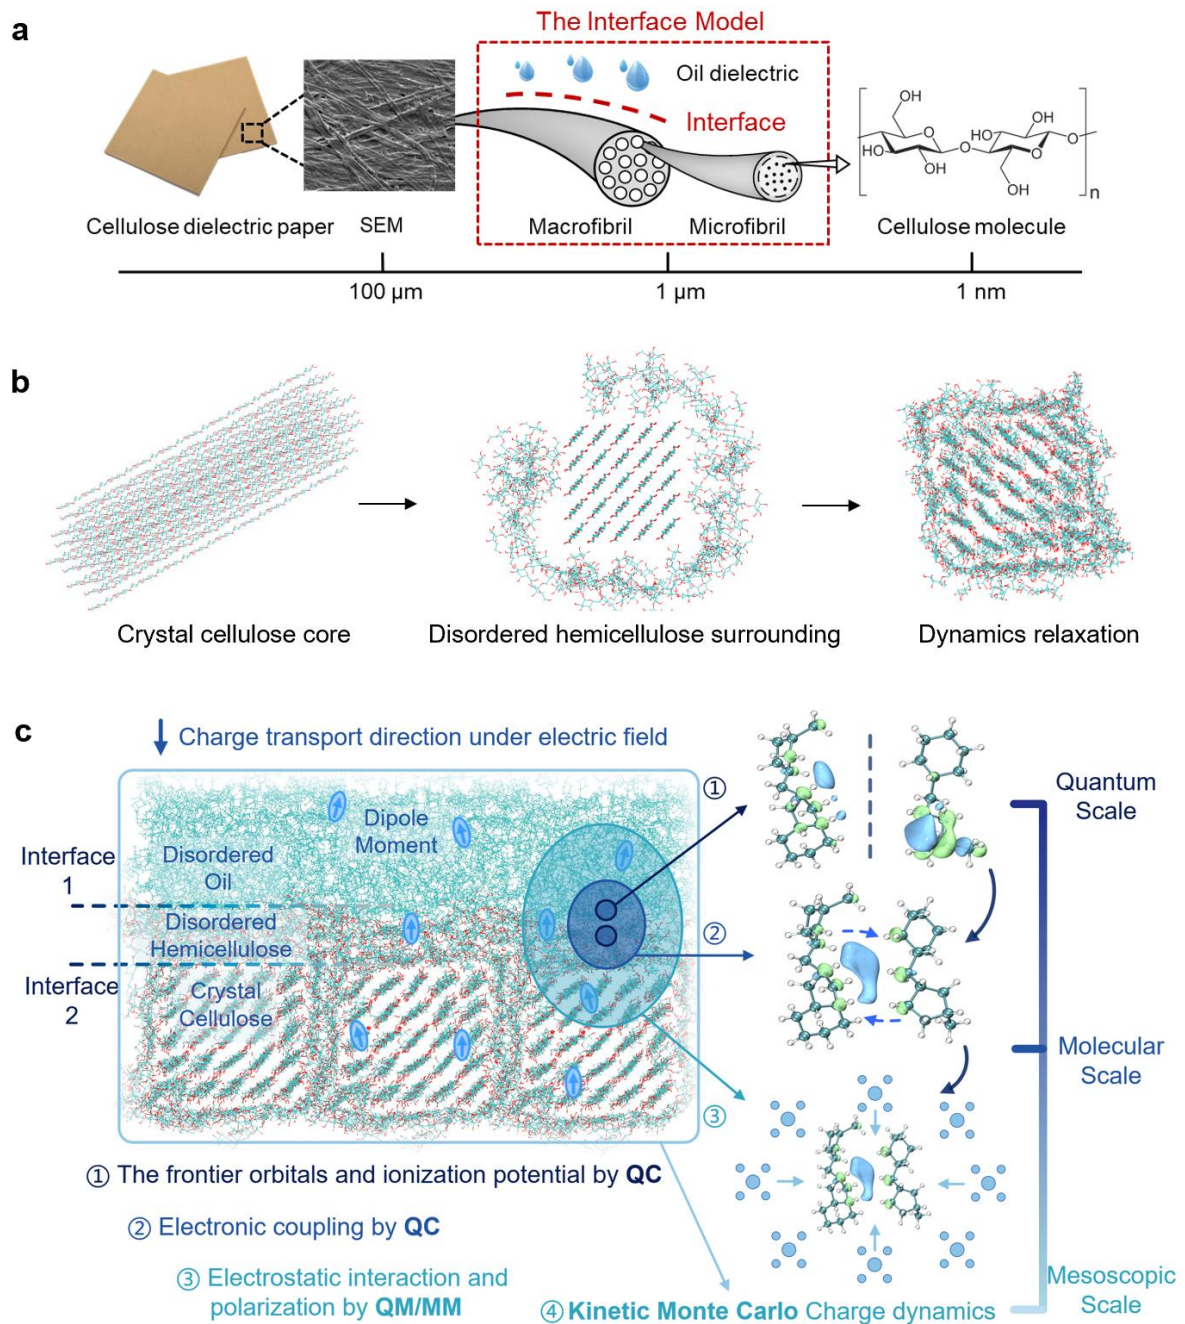 a
The Interface Model
Oil dielectric
Interface
OH
OH
HO
O
HO
O
OH
O
HO
O
O
OH
n
Cellulose dielectric paper
SEM
Macrofibril
Microfibril
Cellulose molecule
100 μm
1 μm
1 nm
b
Crystal cellulose core
Disordered hemicellulose surrounding
Dynamics relaxation
c
Charge transport direction under electric field
Dipole
Moment
Disordered
Oil
Interface
1
Disordered
Hemicellulose
Interface
2
Crystal
Cellulose
①
②
③
Quantum
Scale
Molecular
Scale
Mesoscopic
Scale
① The frontier orbitals and ionization potential by QC
② Electronic coupling by QC
③ Electrostatic interaction and
polarization by QM/MM
④ Kinetic Monte Carlo Charge dynamics